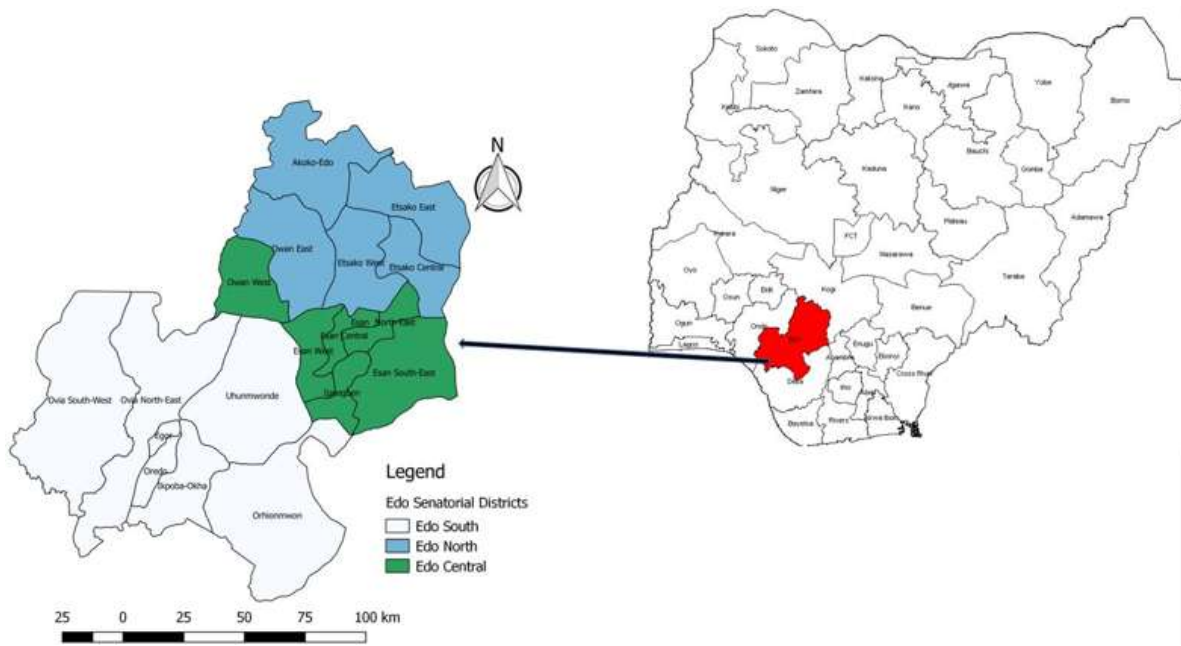 N
Akoko-Edo
Etsako East
Owan East
Etsako West
Etsako Central
Owan West
Esan North-East
Esan Central
Esan West
Esan South-East
Ovia South-West
Ovia North-East
Uhunmwonde
Egor
Oredo
Ikpoba-Okha
Orhionmwon
Legend
Edo Senatorial Districts
Edo South
Edo North
Edo Central
25 0 25 50 75 100 km
Sokoto
Zamfara
Katsina
Jigawa
Yobe
Borno
Kebbi
Kano
Bauchi
Gombe
Kaduna
Niger
Adamawa
Plateau
FCT
Nasarawa
Kwara
Taraba
Oyo
Osun
Ekiti
Kogi
Benue
Ogun
Ondo
Lagos
Enugu
Ebonyi
Anambra
Cross River
Delta
Imo
Abia
Bayelsa
Rivers
Akwa Ibom